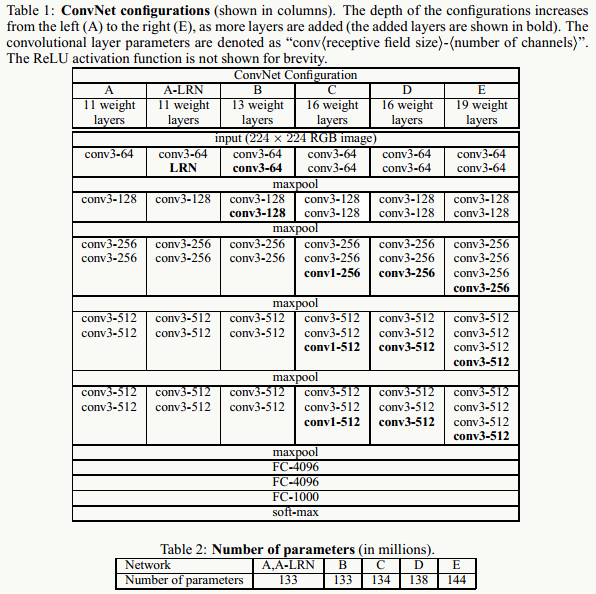 Table 1: ConvNet configurations (shown in columns). The depth of the configurations increases
from the left (A) to the right (E), as more layers are added (the added layers are shown in bold). The
convolutional layer parameters are denoted as “conv⟨receptive field size⟩-⟨number of channels⟩”.
The ReLU activation function is not shown for brevity.
ConvNet Configuration
A A-LRN B C D E
11 weight 11 weight 13 weight 16 weight 16 weight 19 weight
layers layers layers layers layers layers
input (224 × 224 RGB image)
conv3-64 conv3-64 conv3-64 conv3-64 conv3-64 conv3-64
LRN conv3-64 conv3-64 conv3-64 conv3-64
maxpool
conv3-128 conv3-128 conv3-128 conv3-128 conv3-128 conv3-128
conv3-128 conv3-128 conv3-128 conv3-128
maxpool
conv3-256 conv3-256 conv3-256 conv3-256 conv3-256 conv3-256
conv3-256 conv3-256 conv3-256 conv3-256 conv3-256 conv3-256
conv1-256 conv3-256 conv3-256
conv3-256
maxpool
conv3-512 conv3-512 conv3-512 conv3-512 conv3-512 conv3-512
conv3-512 conv3-512 conv3-512 conv3-512 conv3-512 conv3-512
conv1-512 conv3-512 conv3-512
conv3-512
maxpool
conv3-512 conv3-512 conv3-512 conv3-512 conv3-512 conv3-512
conv3-512 conv3-512 conv3-512 conv3-512 conv3-512 conv3-512
conv1-512 conv3-512 conv3-512
conv3-512
maxpool
FC-4096
FC-4096
FC-1000
soft-max
Table 2: Number of parameters (in millions).
Network A,A-LRN B C D E
Number of parameters 133 133 134 138 144